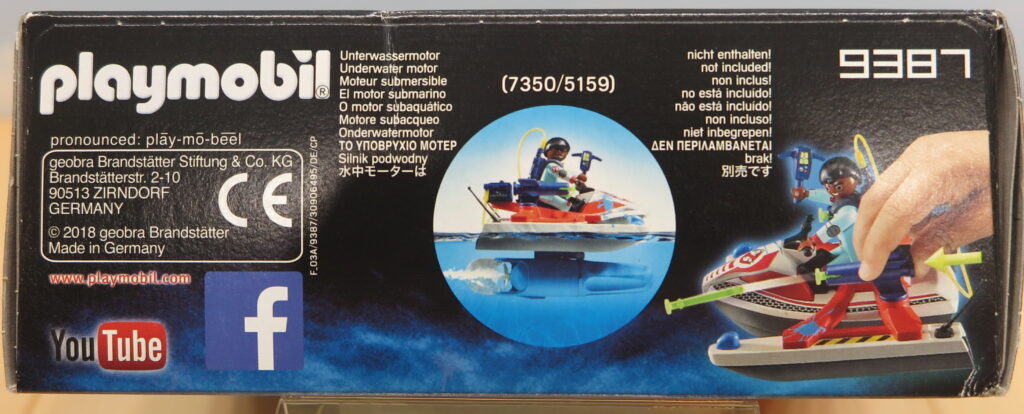 playmobil®
pronounced: plāy-mō-bēēl
geobra Brandstätter Stiftung & Co. KG
Brandstätterstr. 2-10
90513 ZIRNDORF
GERMANY
CE
© 2018 geobra Brandstätter
Made in Germany
www.playmobil.com
YouTube
f
F.03A/9387/30906495/DE/CP
Unterwassermotor
Underwater motor
Moteur submersible
El motor submarino
O motor subaquático
Motore subacqueo
Onderwatermotor
ΤΟ ΥΠΟΒΡΥΧΙΟ ΜΟΤΕΡ
Silnik podwodny
水中モーターは
(7350/5159)
nicht enthalten!
not included!
non inclus!
no está incluído!
não está incluído!
non incluso!
niet inbegrepen!
ΔΕΝ ΠΕΡΙΛΑΜΒΑΝΕΤΑΙ
brak!
別売です
9387